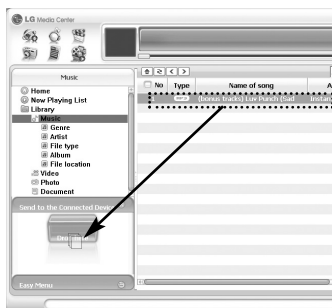 LG Media Center
Music
No Type Name of song
Home
Now Playing List
Library
Music
Genre
Artist
File type
Album
File location
Video
Photo
Document
(bonus tracks) Luv Punch (Sad
Send to the Connected Device
Easy Menu